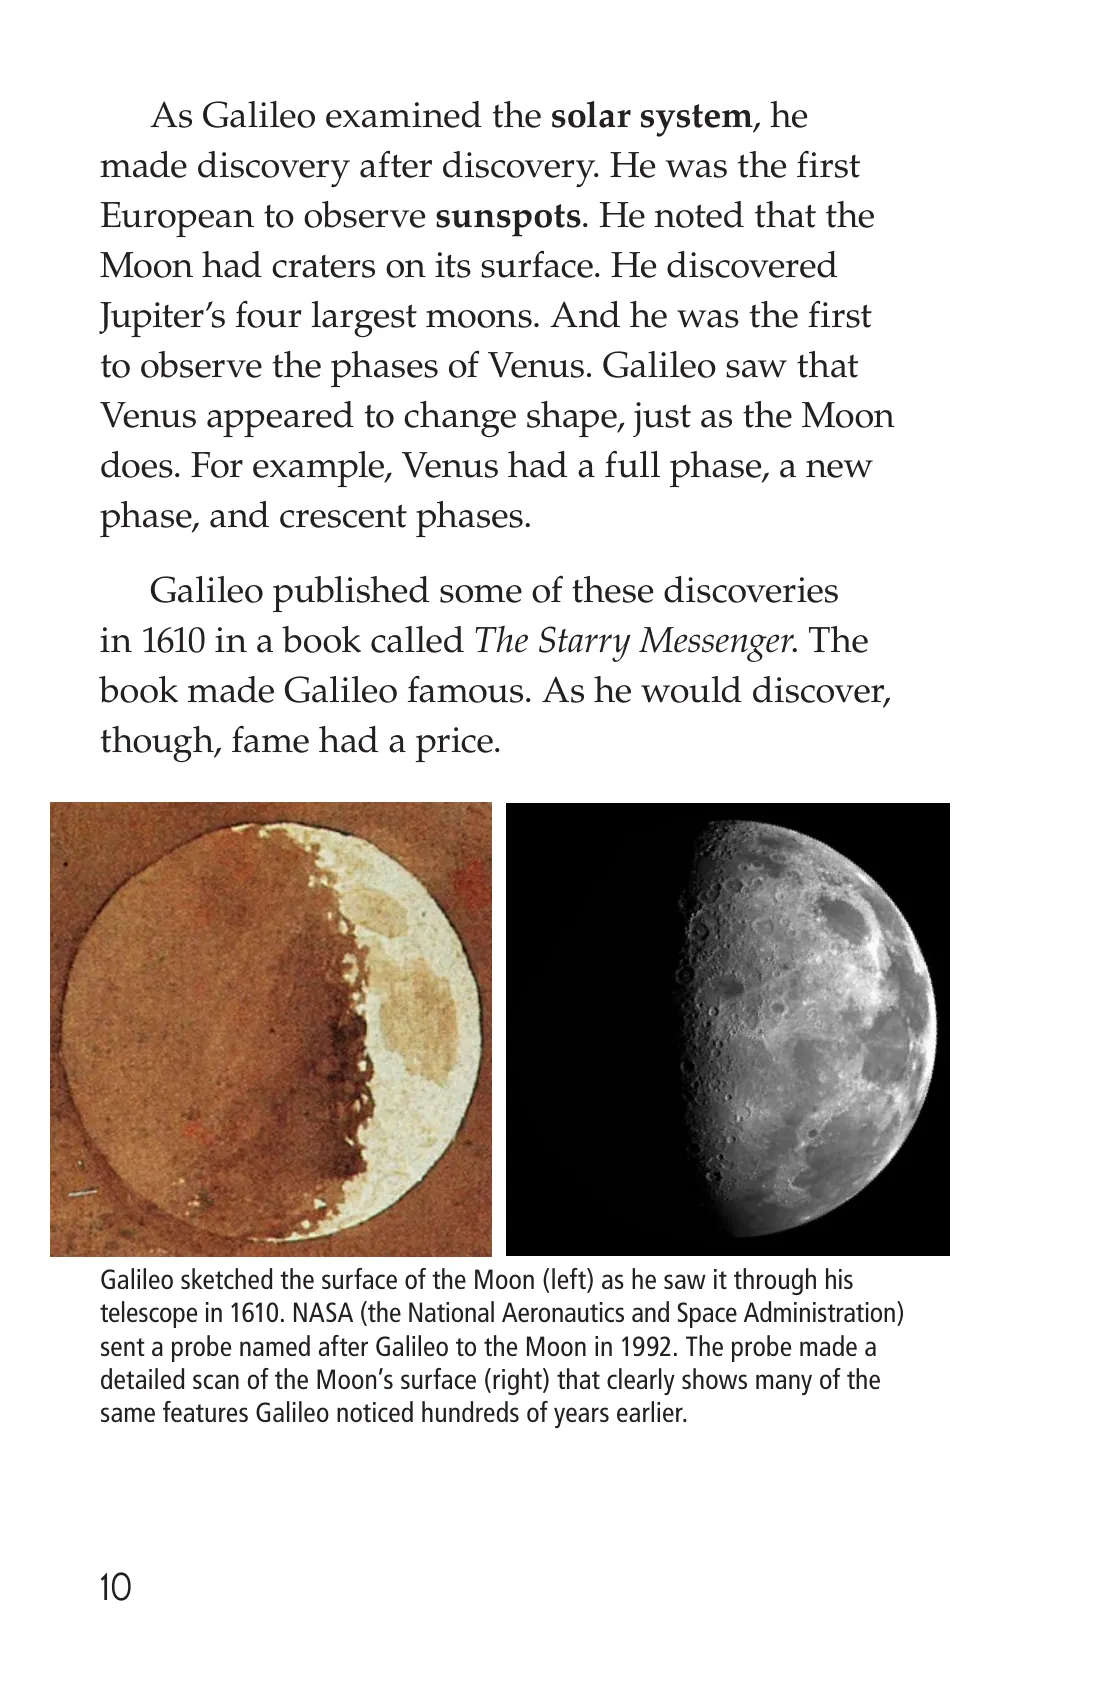 As Galileo examined the solar system, he
made discovery after discovery. He was the first
European to observe sunspots. He noted that the
Moon had craters on its surface. He discovered
Jupiter’s four largest moons. And he was the first
to observe the phases of Venus. Galileo saw that
Venus appeared to change shape, just as the Moon
does. For example, Venus had a full phase, a new
phase, and crescent phases.
Galileo published some of these discoveries
in 1610 in a book called The Starry Messenger. The
book made Galileo famous. As he would discover,
though, fame had a price.
Galileo sketched the surface of the Moon (left) as he saw it through his
telescope in 1610. NASA (the National Aeronautics and Space Administration)
sent a probe named after Galileo to the Moon in 1992. The probe made a
detailed scan of the Moon’s surface (right) that clearly shows many of the
same features Galileo noticed hundreds of years earlier.
10